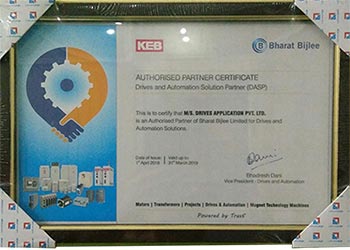 KEB
Bharat Bijlee
AUTHORISED PARTNER CERTIFICATE
Drives and Automation Solution Partner (DASP)
This is to certify that M/S. DRIVES APPLICATION PVT. LTD.
is an Authorised Partner of Bharat Bijlee Limited for Drives and
Automation Solutions.
Date of Issue Valid up to
1st April 2018 31st March 2019
Bhadresh Dani
Vice President - Drives and Automation
Motors | Transformers | Projects | Drives & Automation | Magnet Technology Machines
Powered by Trust